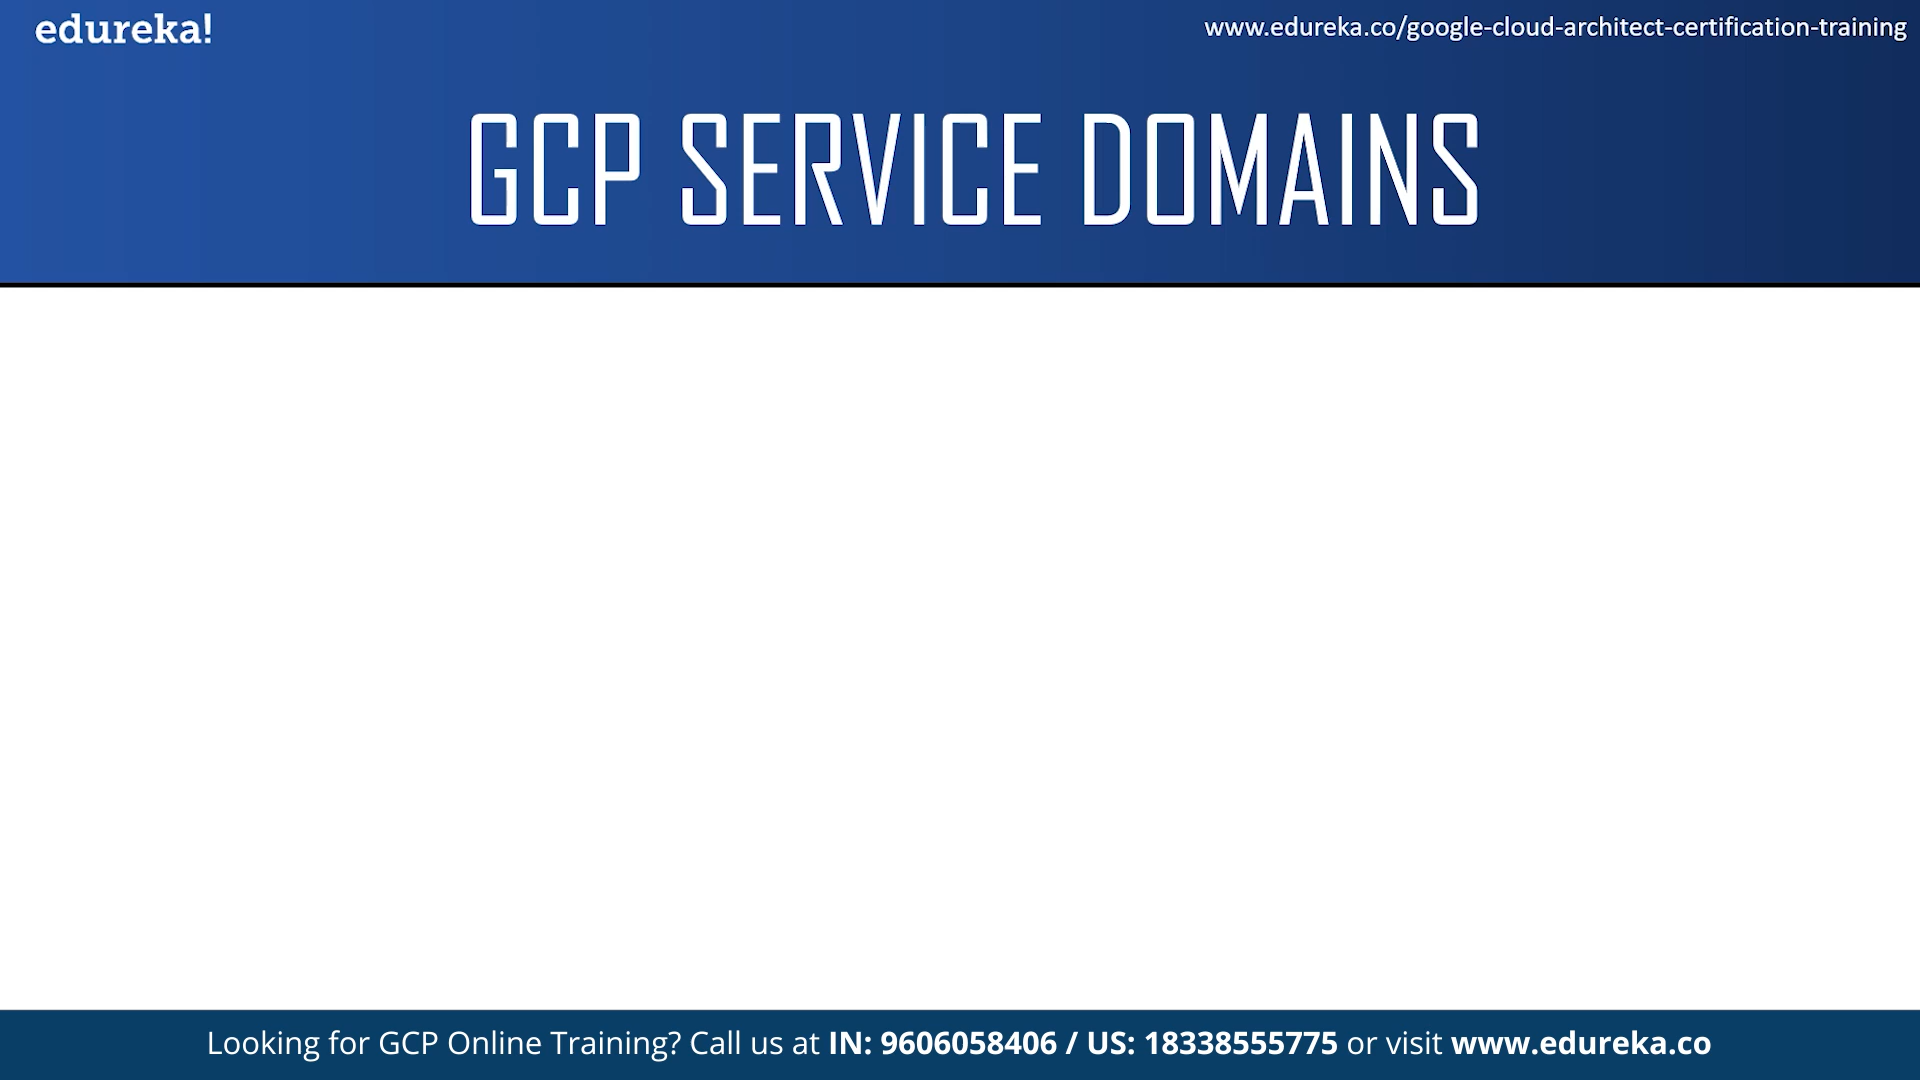 edureka!
www.edureka.co/google-cloud-architect-certification-training
GCP SERVICE DOMAINS
Looking for GCP Online Training? Call us at IN: 9606058406 / US: 18338555775 or visit www.edureka.co